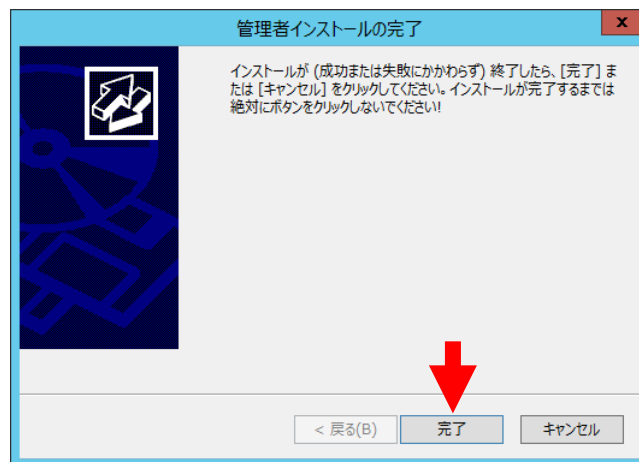 管理者インストールの完了
x
インストールが (成功または失敗にかかわらず) 終了したら、[完了] ま
たは [キャンセル] をクリックしてください。インストールが完了するまでは
絶対にボタンをクリックしないでください!
< 戻る(B)
完了
キャンセル